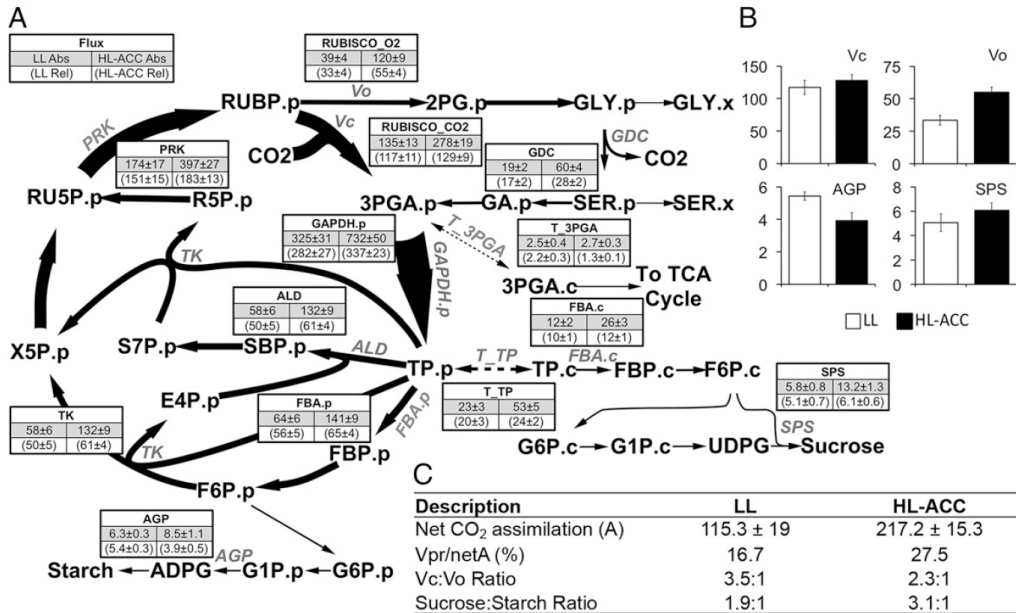 A
B
Flux
LL Abs HL-ACC Abs
(LL Rel) (HL-ACC Rel)
RUBISCO_O2
39±4 120±9
(33±4) (55±4)
Vo
RUBP.p 2PG.p GLY.p GLY.x
PRK
Vc
RUBISCO_CO2
135±13 278±19
(117±11) (129±9)
CO2
GDC
CO2
PRK
174±17 397±27
(151±15) (183±13)
GDC
19±2 60±4
(17±2) (28±2)
RU5P.p R5P.p 3PGA.p GA.p SER.p SER.x
GAPDH.p
325±31 732±50
(282±27) (337±23)
T_3PGA
T_3PGA
2.5±0.4 2.7±0.3
(2.2±0.3) (1.3±0.1)
TK
GAPDH.p
3PGA.c To TCA
Cycle
ALD
58±6 132±9
(50±5) (61±4)
FBA.c
12±2 26±3
(10±1) (12±1)
X5P.p S7P.p SBP.p ALD
TP.p T_TP TP.c FBA.c FBP.c F6P.c
E4P.p
T_TP
23±3 53±5
(20±3) (24±2)
SPS
5.8±0.8 13.2±1.3
(5.1±0.7) (6.1±0.6)
TK
58±6 132±9
(50±5) (61±4)
FBA.p
64±6 141±9
(56±5) (65±4)
FBA.p
TK
FBP.p
G6P.c G1P.c UDPG SPS Sucrose
F6P.p
AGP
6.3±0.3 8.5±1.1
(5.4±0.3) (3.9±0.5)
AGP
Starch ADPG G1P.p G6P.p
Vc
150
100
50
0
Vo
75
50
25
0
AGP
6
4
2
0
SPS
8
6
4
2
0
LL HL-ACC
C
Description LL HL-ACC
Net CO₂ assimilation (A) 115.3 ± 19 217.2 ± 15.3
Vpr/netA (%) 16.7 27.5
Vc:Vo Ratio 3.5:1 2.3:1
Sucrose:Starch Ratio 1.9:1 3.1:1